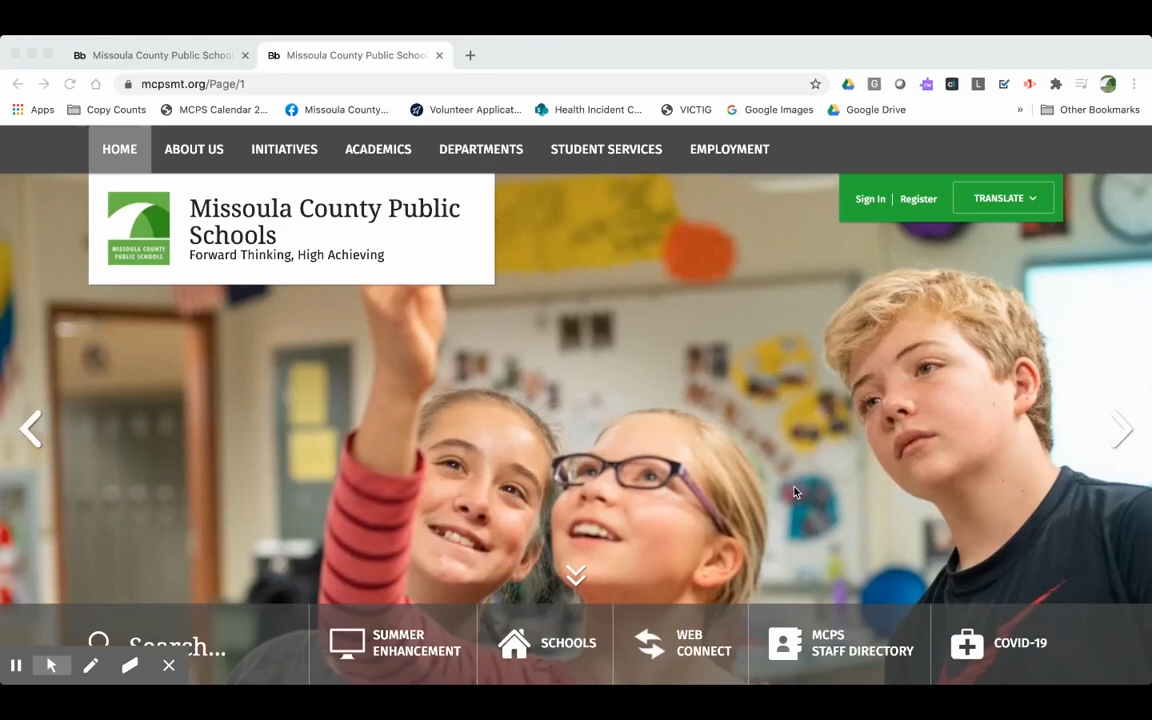 Missoula County Public School
Missoula County Public School
mcpsmt.org/Page/1
Apps
Copy Counts
MCPS Calendar 2...
Missoula County...
Volunteer Applicat...
Health Incident C...
VICTIG
Google Images
Google Drive
»
Other Bookmarks
HOME
ABOUT US
INITIATIVES
ACADEMICS
DEPARTMENTS
STUDENT SERVICES
EMPLOYMENT
Missoula County Public
Schools
Forward Thinking, High Achieving
MISSOULA COUNTY
PUBLIC SCHOOLS
Sign In | Register
TRANSLATE
Search...
SUMMER
ENHANCEMENT
SCHOOLS
WEB
CONNECT
MCPS
STAFF DIRECTORY
COVID-19